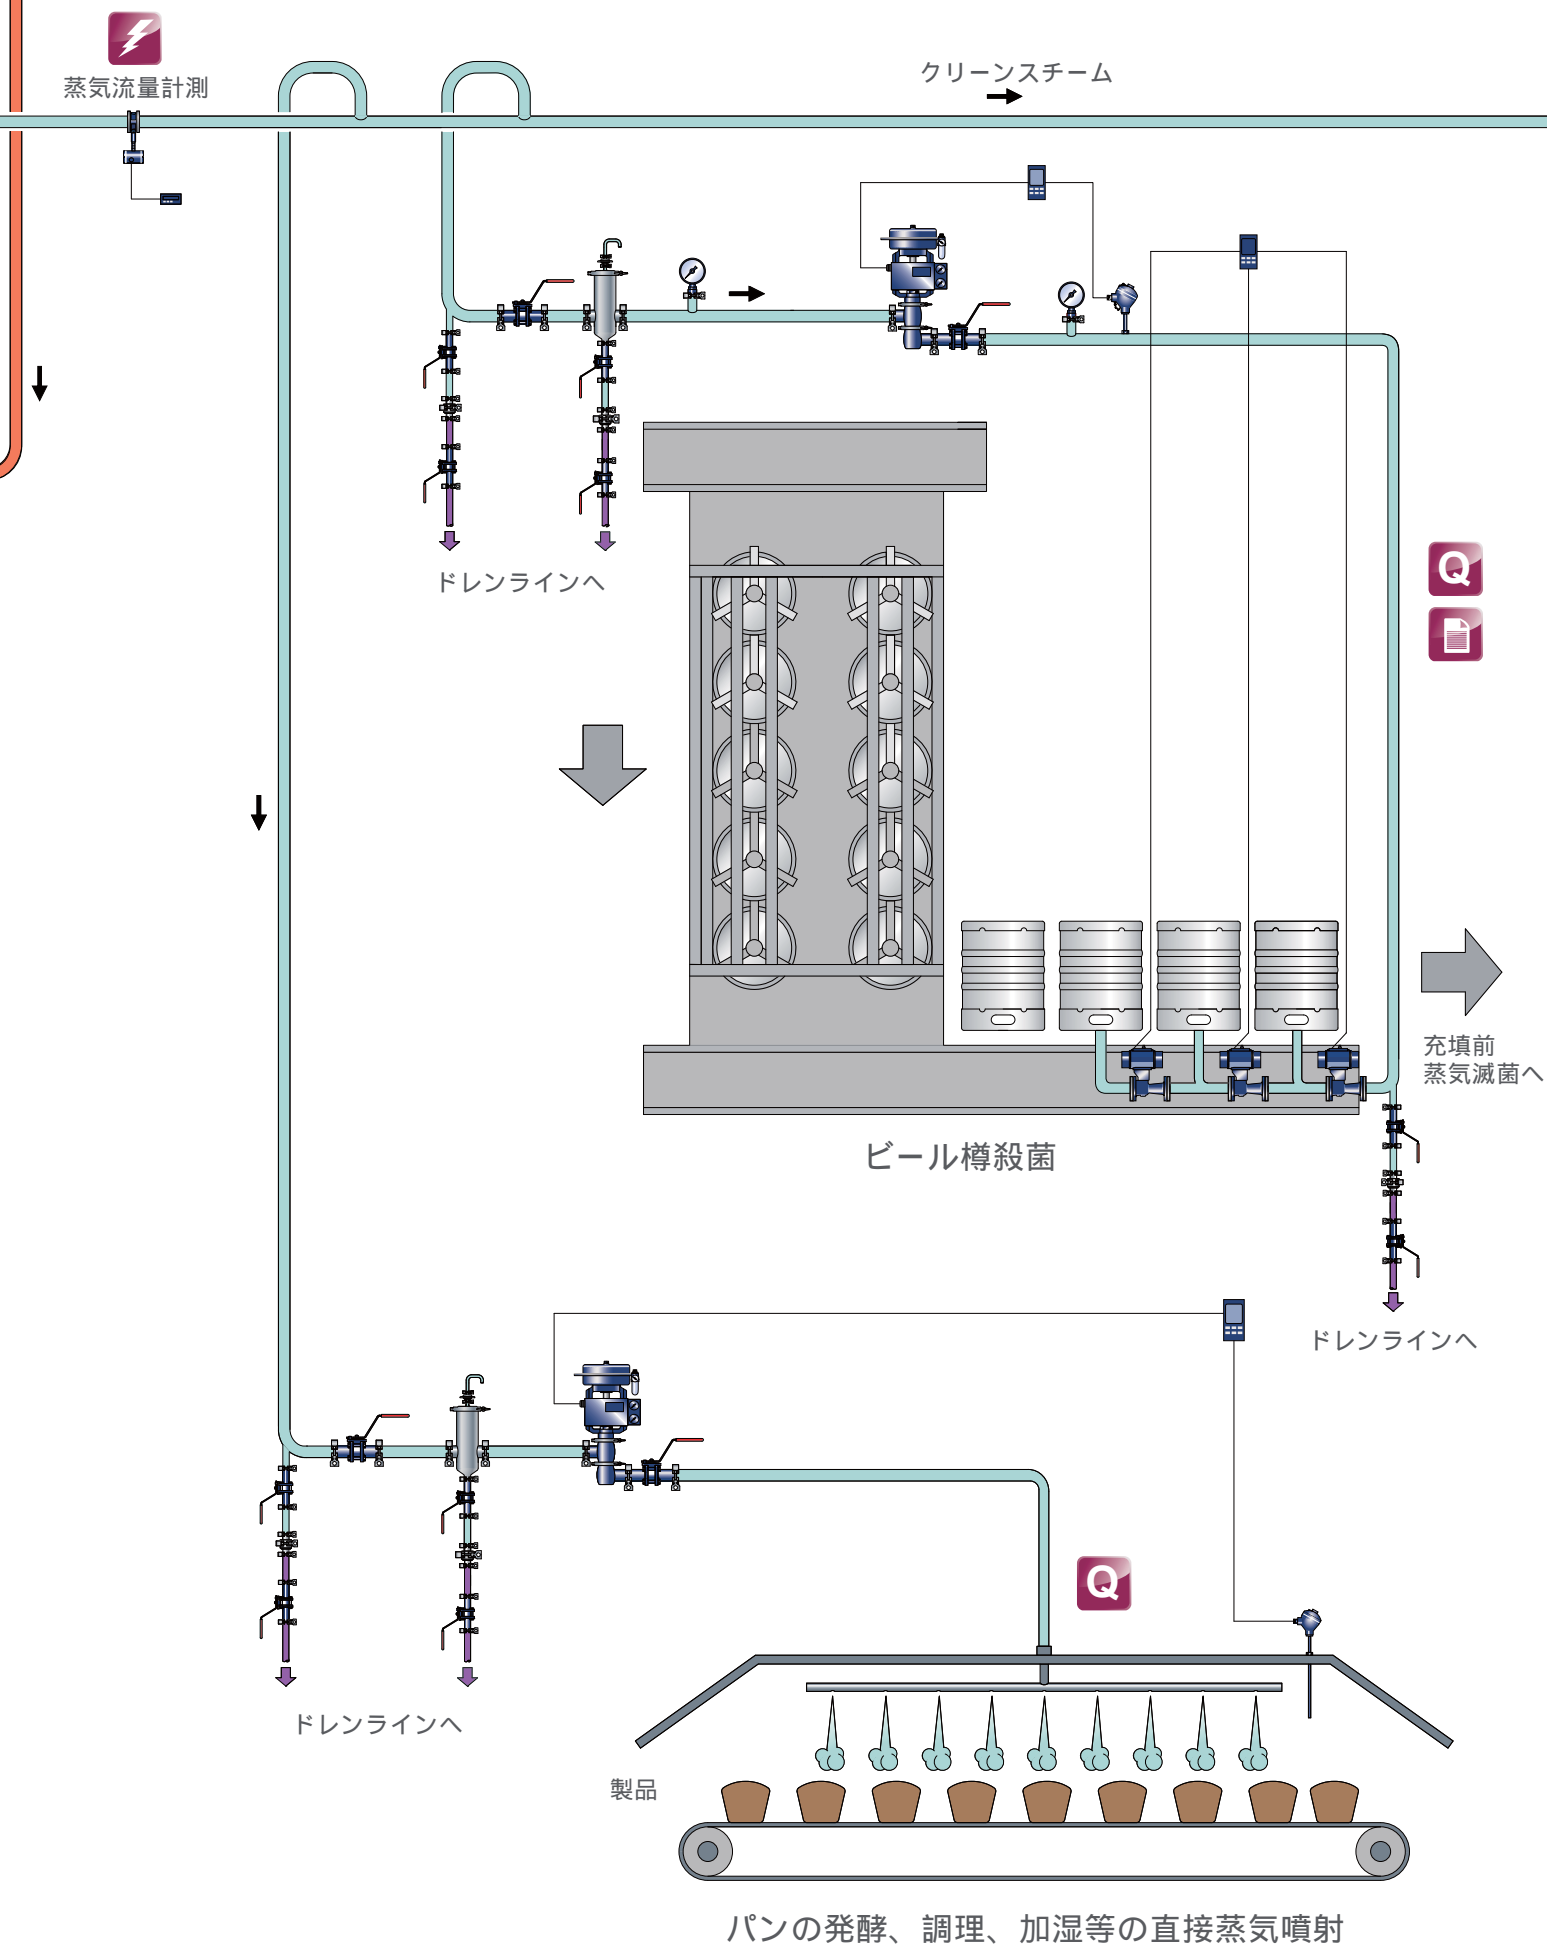 蒸気流量計測
クリーンスチーム
ドレンラインへ
Q
充填前
蒸気滅菌へ
ビール樽殺菌
ドレンラインへ
Q
ドレンラインへ
製品
パンの発酵、調理、加湿等の直接蒸気噴射